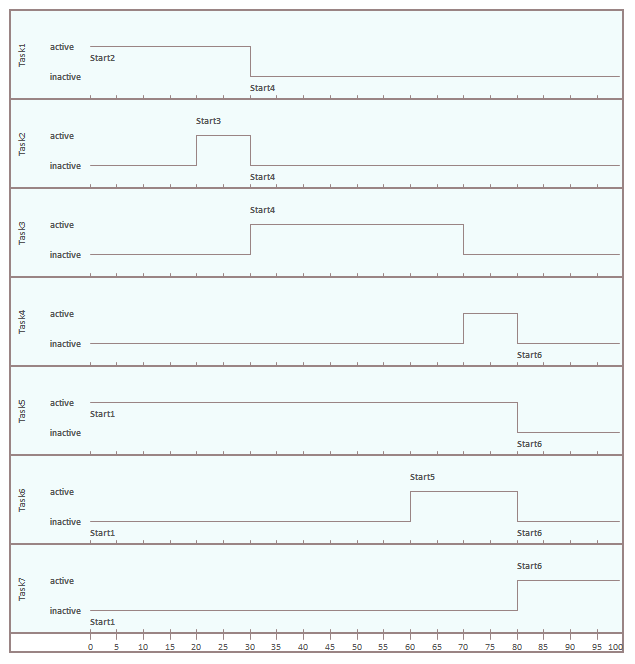 Task1
active
Start2
inactive
Start4
Task2
Start3
active
inactive
Start4
Task3
Start4
active
inactive
Task4
active
inactive
Start6
Task5
active
Start1
inactive
Start6
Task6
Start5
active
inactive
Start1 Start6
Task7
Start6
active
inactive
Start1
0 5 10 15 20 25 30 35 40 45 50 55 60 65 70 75 80 85 90 95 100